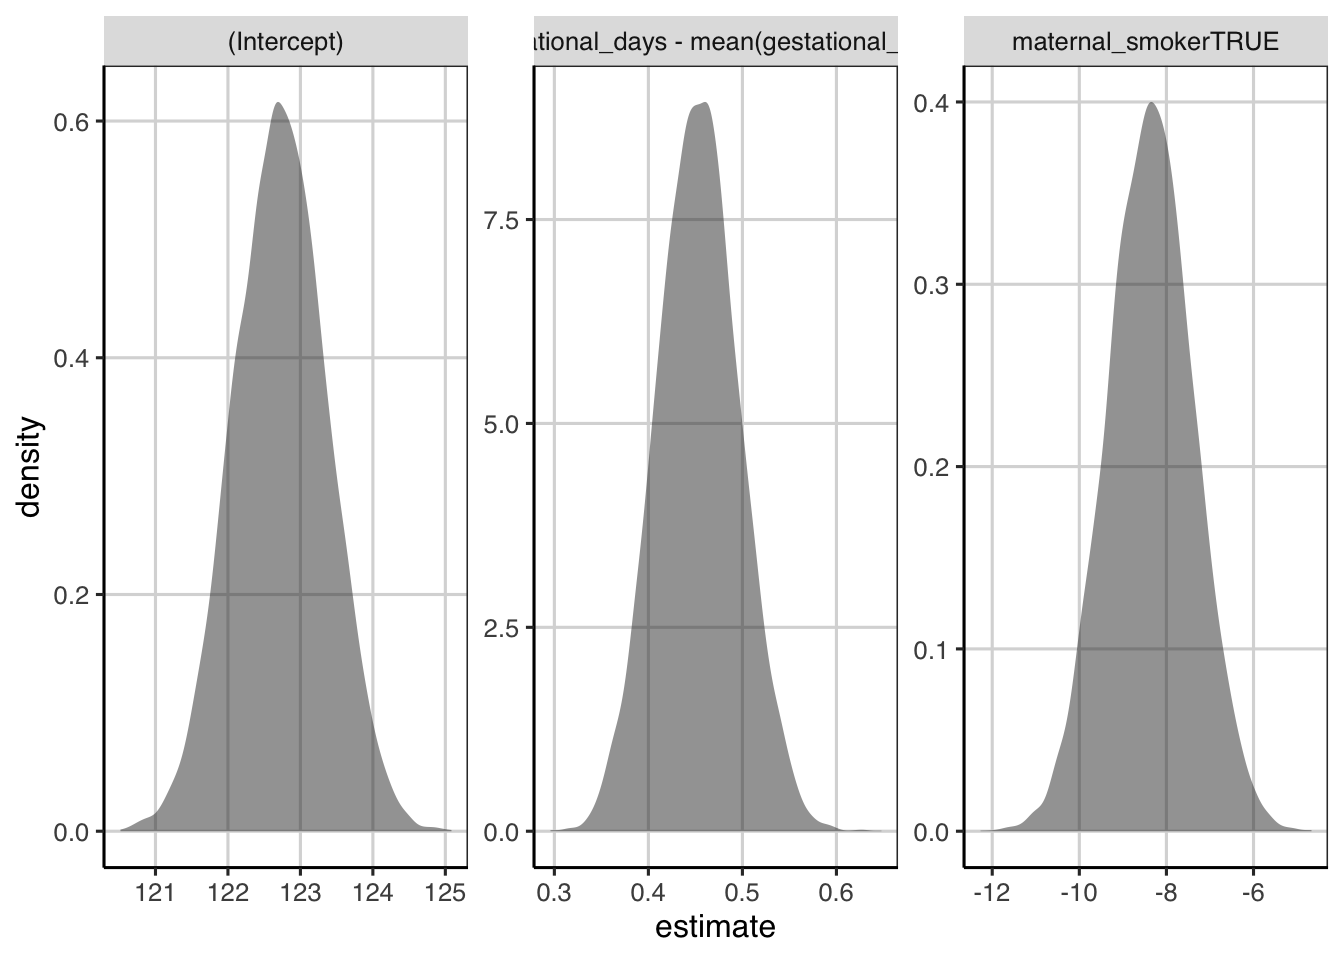 (Intercept)
ational_days - mean(gestational_
maternal_smokerTRUE
density
0.6
0.4
0.2
0.0
121 122 123 124 125
7.5
5.0
2.5
0.0
0.3 0.4 0.5 0.6
0.4
0.3
0.2
0.1
0.0
-12 -10 -8 -6
estimate